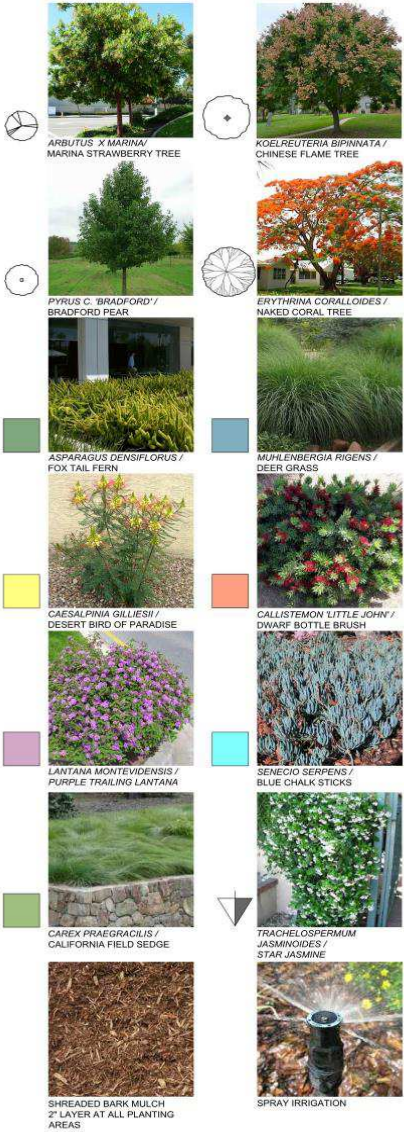 ARBUTUS X MARINA/
MARINA STRAWBERRY TREE
KOELREUTERIA BIPINNATA /
CHINESE FLAME TREE
PYRUS C. 'BRADFORD' /
BRADFORD PEAR
ERYTHRINA CORALLOIDES /
NAKED CORAL TREE
ASPARAGUS DENSIFLORUS /
FOX TAIL FERN
MUHLENBERGIA RIGENS /
DEER GRASS
CAESALPINIA GILLIESII /
DESERT BIRD OF PARADISE
CALLISTEMON 'LITTLE JOHN' /
DWARF BOTTLE BRUSH
LANTANA MONTEVIDENSIS /
PURPLE TRAILING LANTANA
SENECIO SERPENS /
BLUE CHALK STICKS
CAREX PRAEGRACILIS /
CALIFORNIA FIELD SEDGE
TRACHELOSPERMUM
JASMINOIDES /
STAR JASMINE
SHREADED BARK MULCH
2" LAYER AT ALL PLANTING
AREAS
SPRAY IRRIGATION